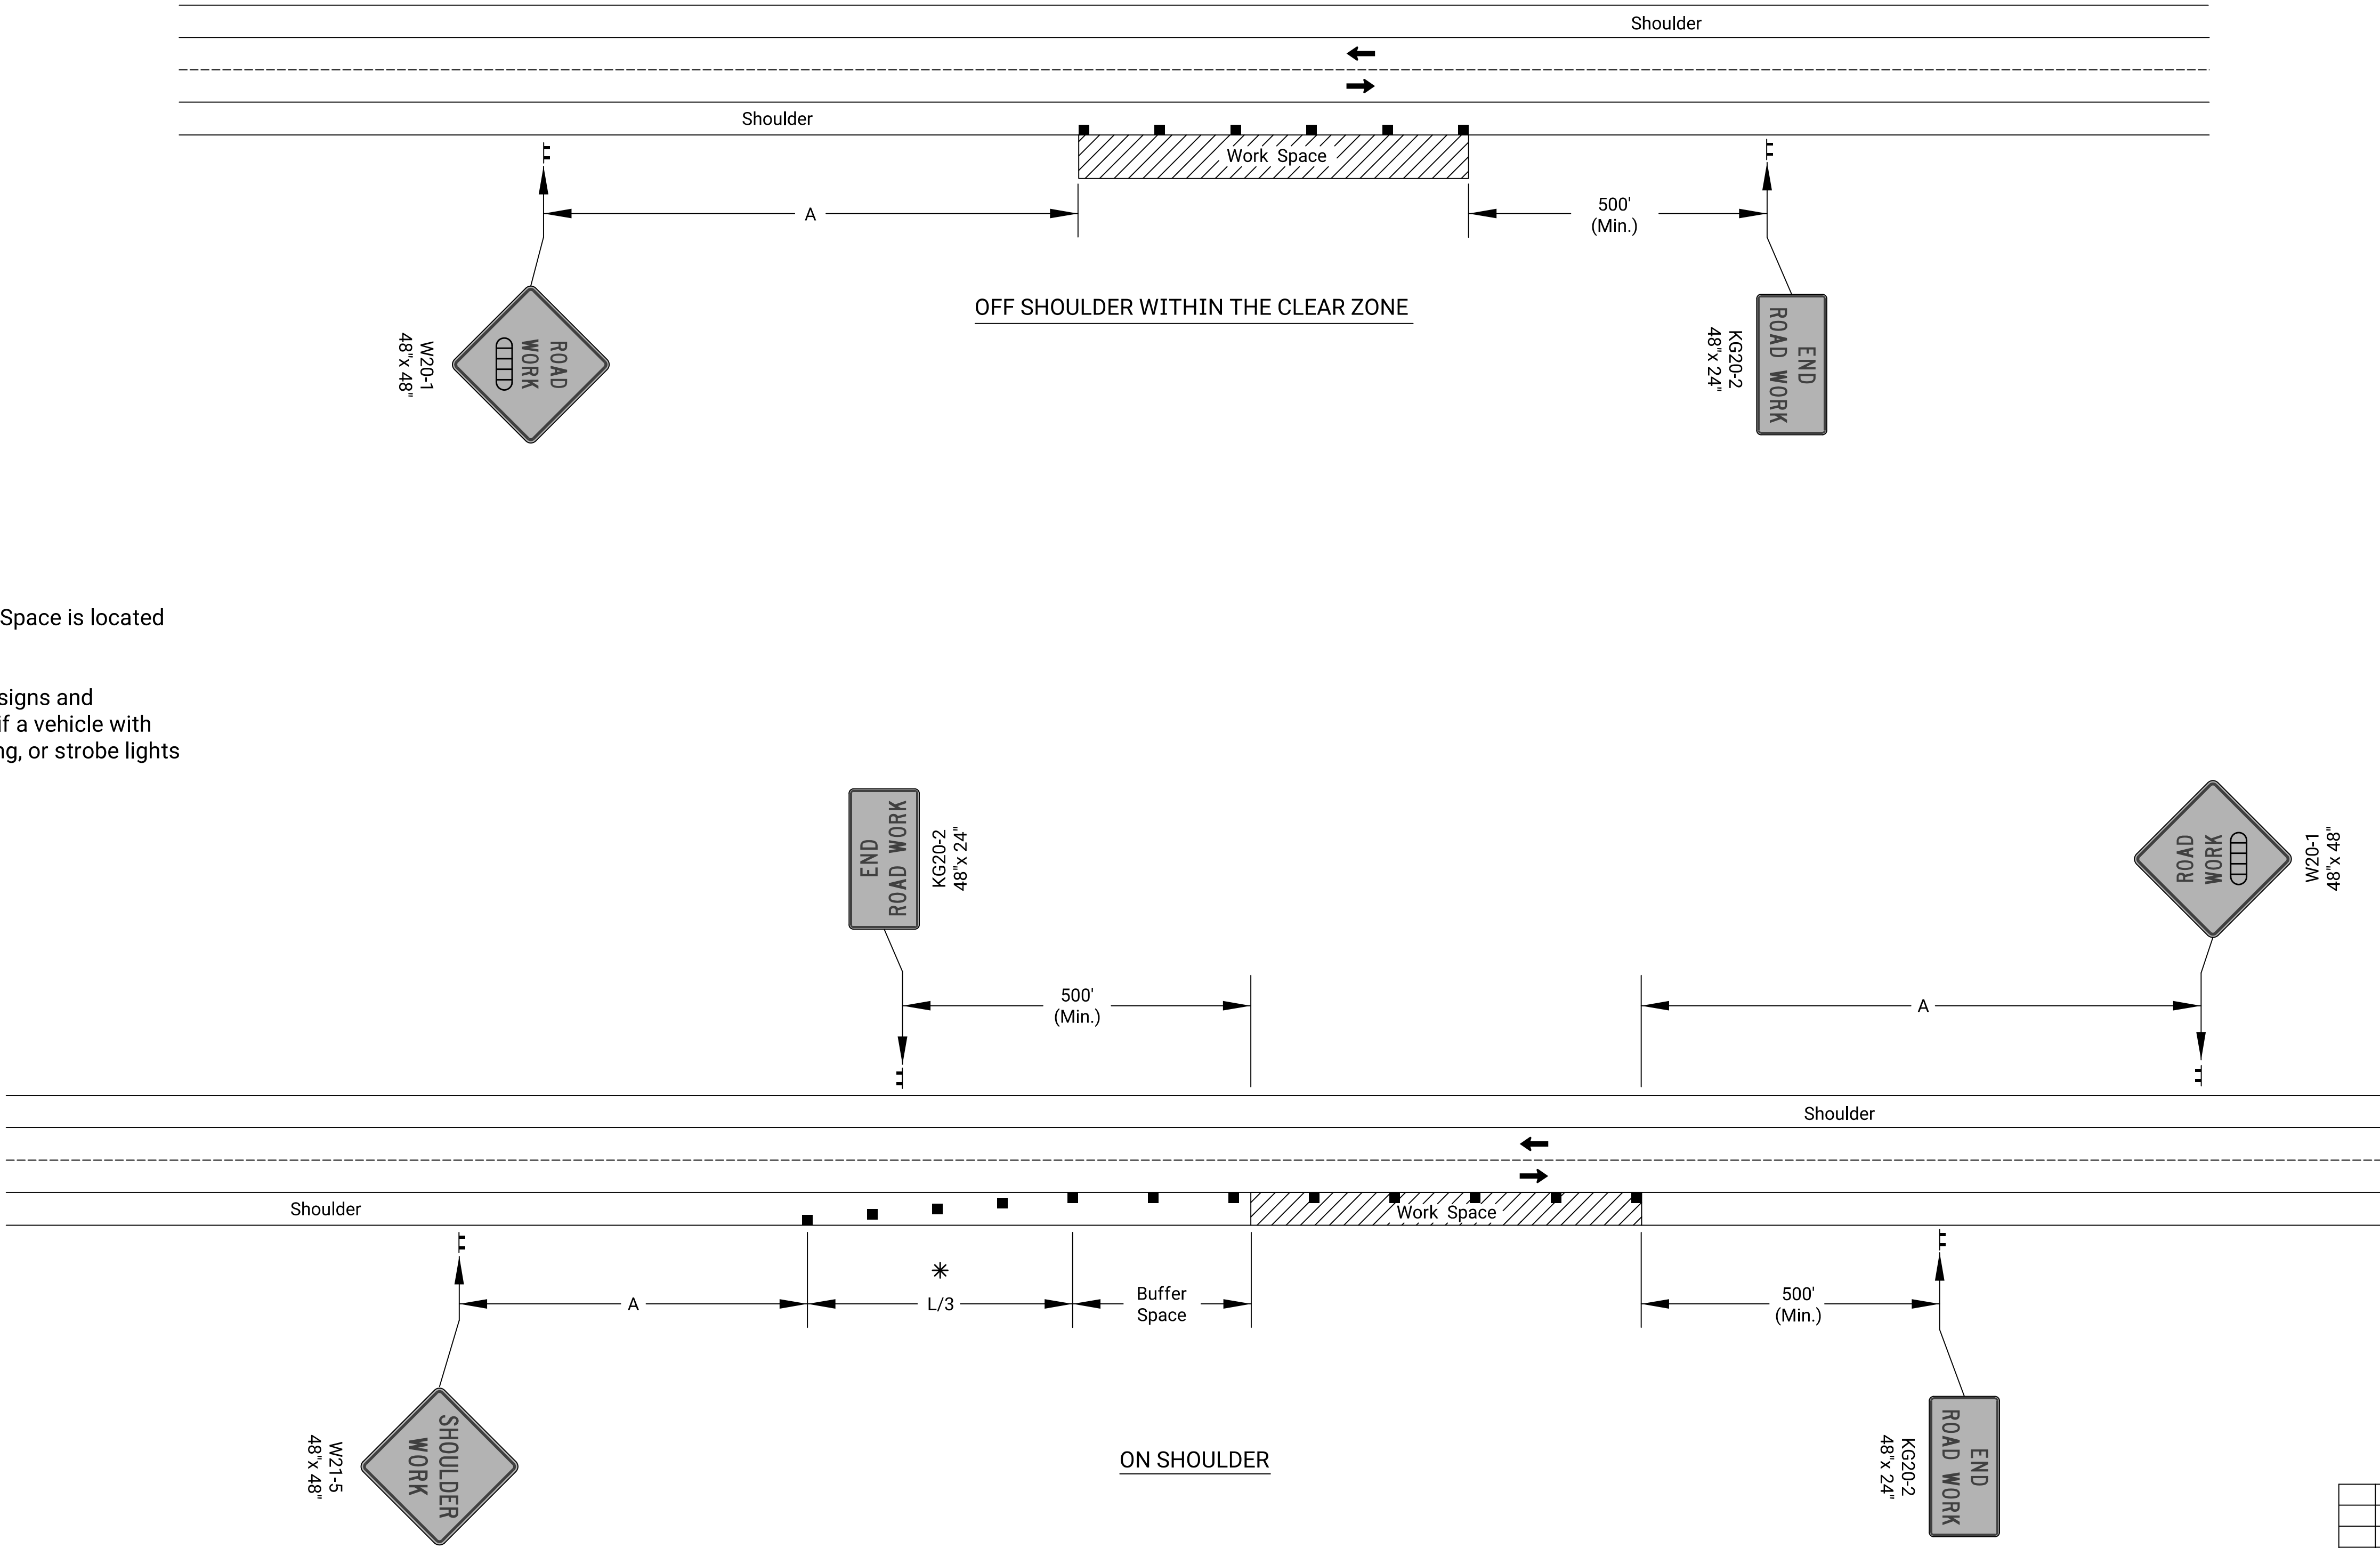 Shoulder
Shoulder
Work Space
A
500'
(Min.)
OFF SHOULDER WITHIN THE CLEAR ZONE
ROAD
WORK
W20-1
48"x 48"
END
ROAD WORK
KG20-2
48"x 24"
Space is located
signs and
if a vehicle with
ng, or strobe lights
END
ROAD WORK
KG20-2
48"x 24"
ROAD
WORK
W20-1
48"x 48"
500'
(Min.)
A
Shoulder
Shoulder
Work Space
A
L/3
Buffer
Space
500'
(Min.)
SHOULDER
WORK
W21-5
48"x 48"
ON SHOULDER
END
ROAD WORK
KG20-2
48"x 24"